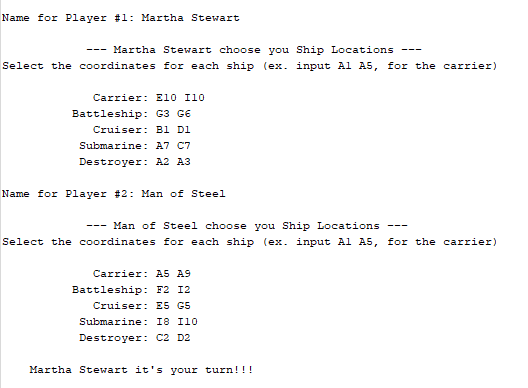 Name for Player #1: Martha Stewart
--- Martha Stewart choose you Ship Locations ---
Select the coordinates for each ship (ex. input A1 A5, for the carrier)
Carrier: E10 I10
Battleship: G3 G6
Cruiser: B1 D1
Submarine: A7 C7
Destroyer: A2 A3
Name for Player #2: Man of Steel
--- Man of Steel choose you Ship Locations ---
Select the coordinates for each ship (ex. input A1 A5, for the carrier)
Carrier: A5 A9
Battleship: F2 I2
Cruiser: E5 G5
Submarine: I8 I10
Destroyer: C2 D2
Martha Stewart it's your turn!!!